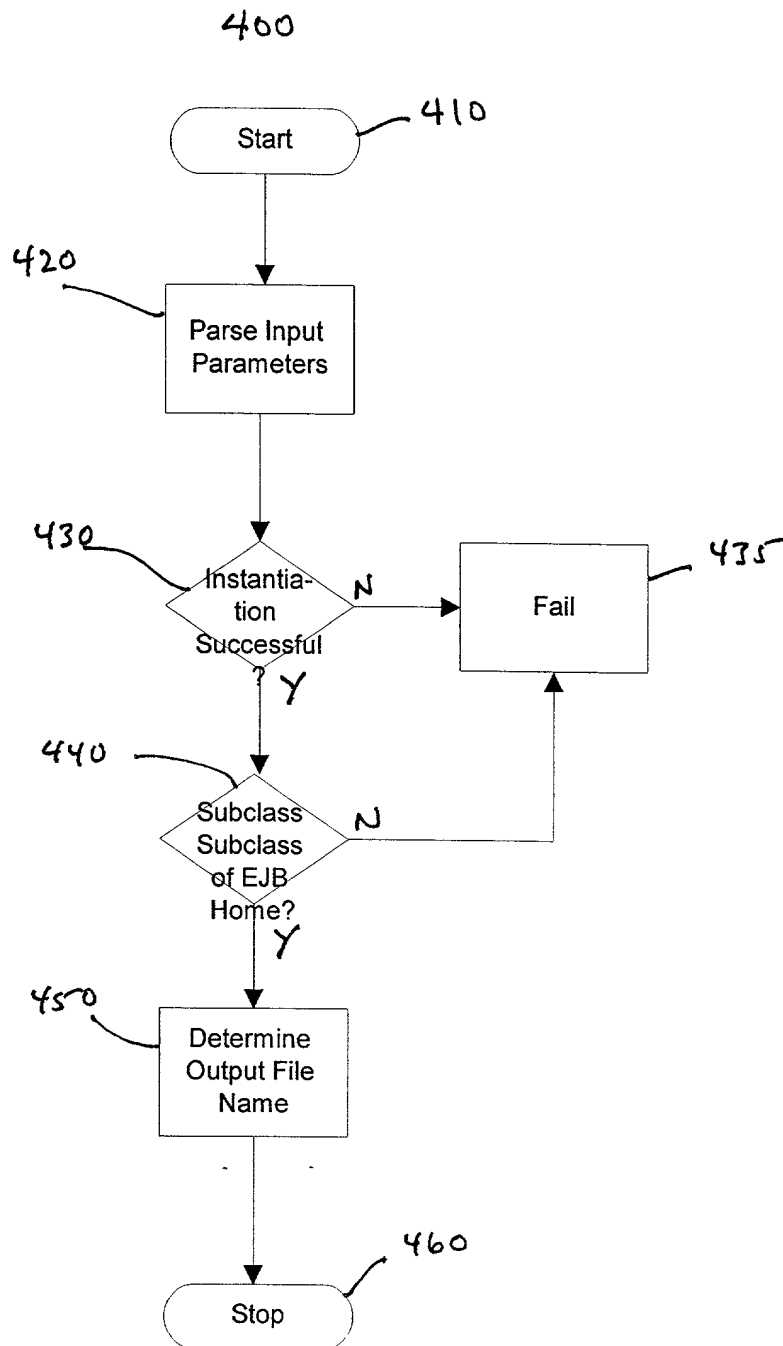 400
Start
410
420
Parse Input
Parameters
430
Instantia-
tion
Successful
?
N
Y
Fail
435
440
Subclass
Subclass
of EJB
Home?
N
Y
450
Determine
Output File
Name
460
Stop